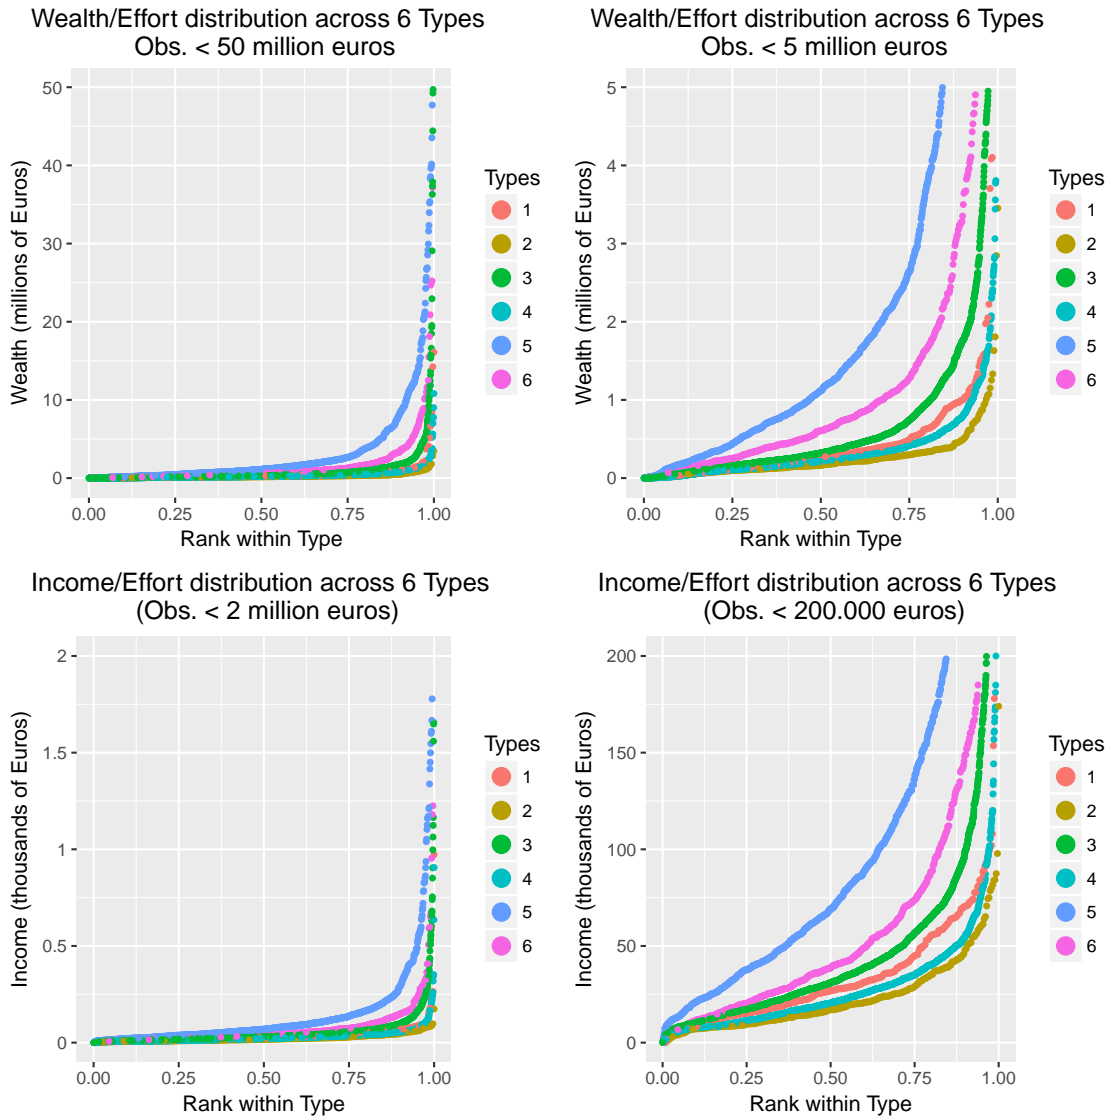 Wealth/Effort distribution across 6 Types
Obs. < 50 million euros
Wealth (millions of Euros)
50
40
30
20
10
0
0.00 0.25 0.50 0.75 1.00
Rank within Type
Types
1
2
3
4
5
6
Wealth/Effort distribution across 6 Types
Obs. < 5 million euros
Wealth (millions of Euros)
5
4
3
2
1
0
0.00 0.25 0.50 0.75 1.00
Rank within Type
Types
1
2
3
4
5
6
Income/Effort distribution across 6 Types
(Obs. < 2 million euros)
Income (thousands of Euros)
2
1.5
1
0.5
0
0.00 0.25 0.50 0.75 1.00
Rank within Type
Types
1
2
3
4
5
6
Income/Effort distribution across 6 Types
(Obs. < 200.000 euros)
Income (thousands of Euros)
200
150
100
50
0
0.00 0.25 0.50 0.75 1.00
Rank within Type
Types
1
2
3
4
5
6